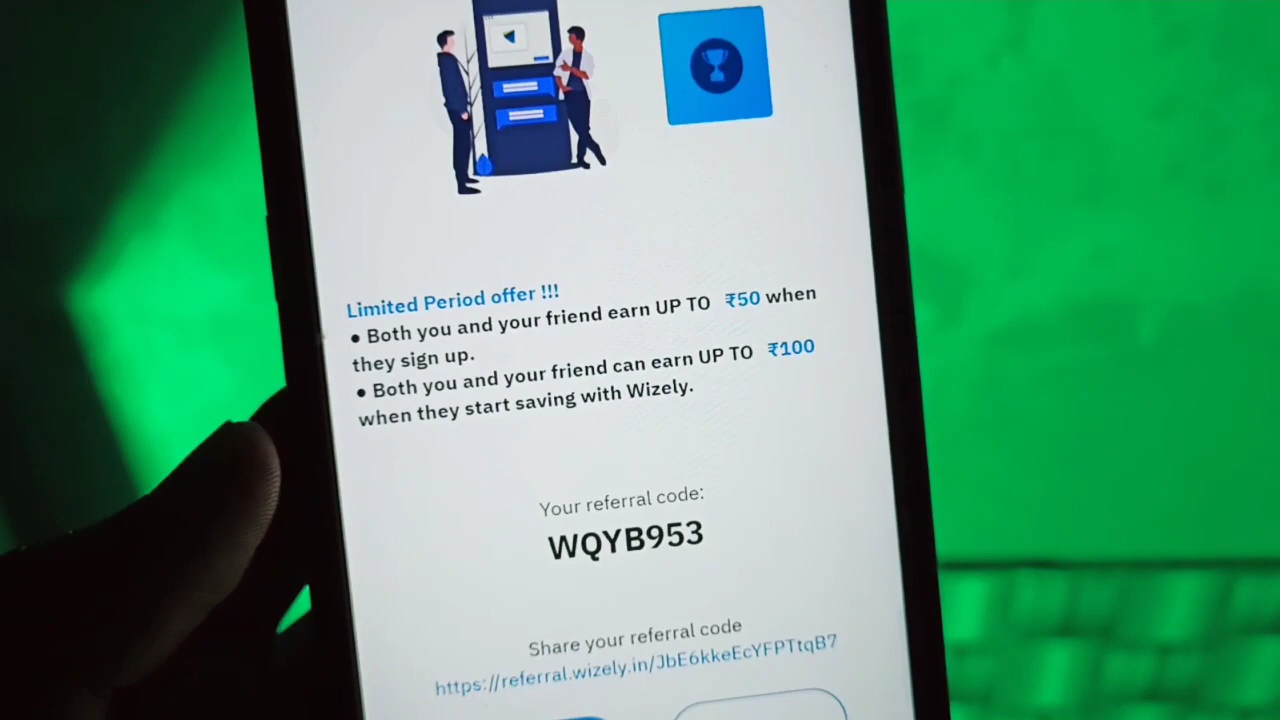 Limited Period offer !!!
• Both you and your friend earn UP TO ₹50 when
they sign up.
• Both you and your friend can earn UP TO ₹100
when they start saving with Wizely.
Your referral code:
WQYB953
Share your referral code
https://referral.wizely.in/JbE6kkeEcYFPTtqB7